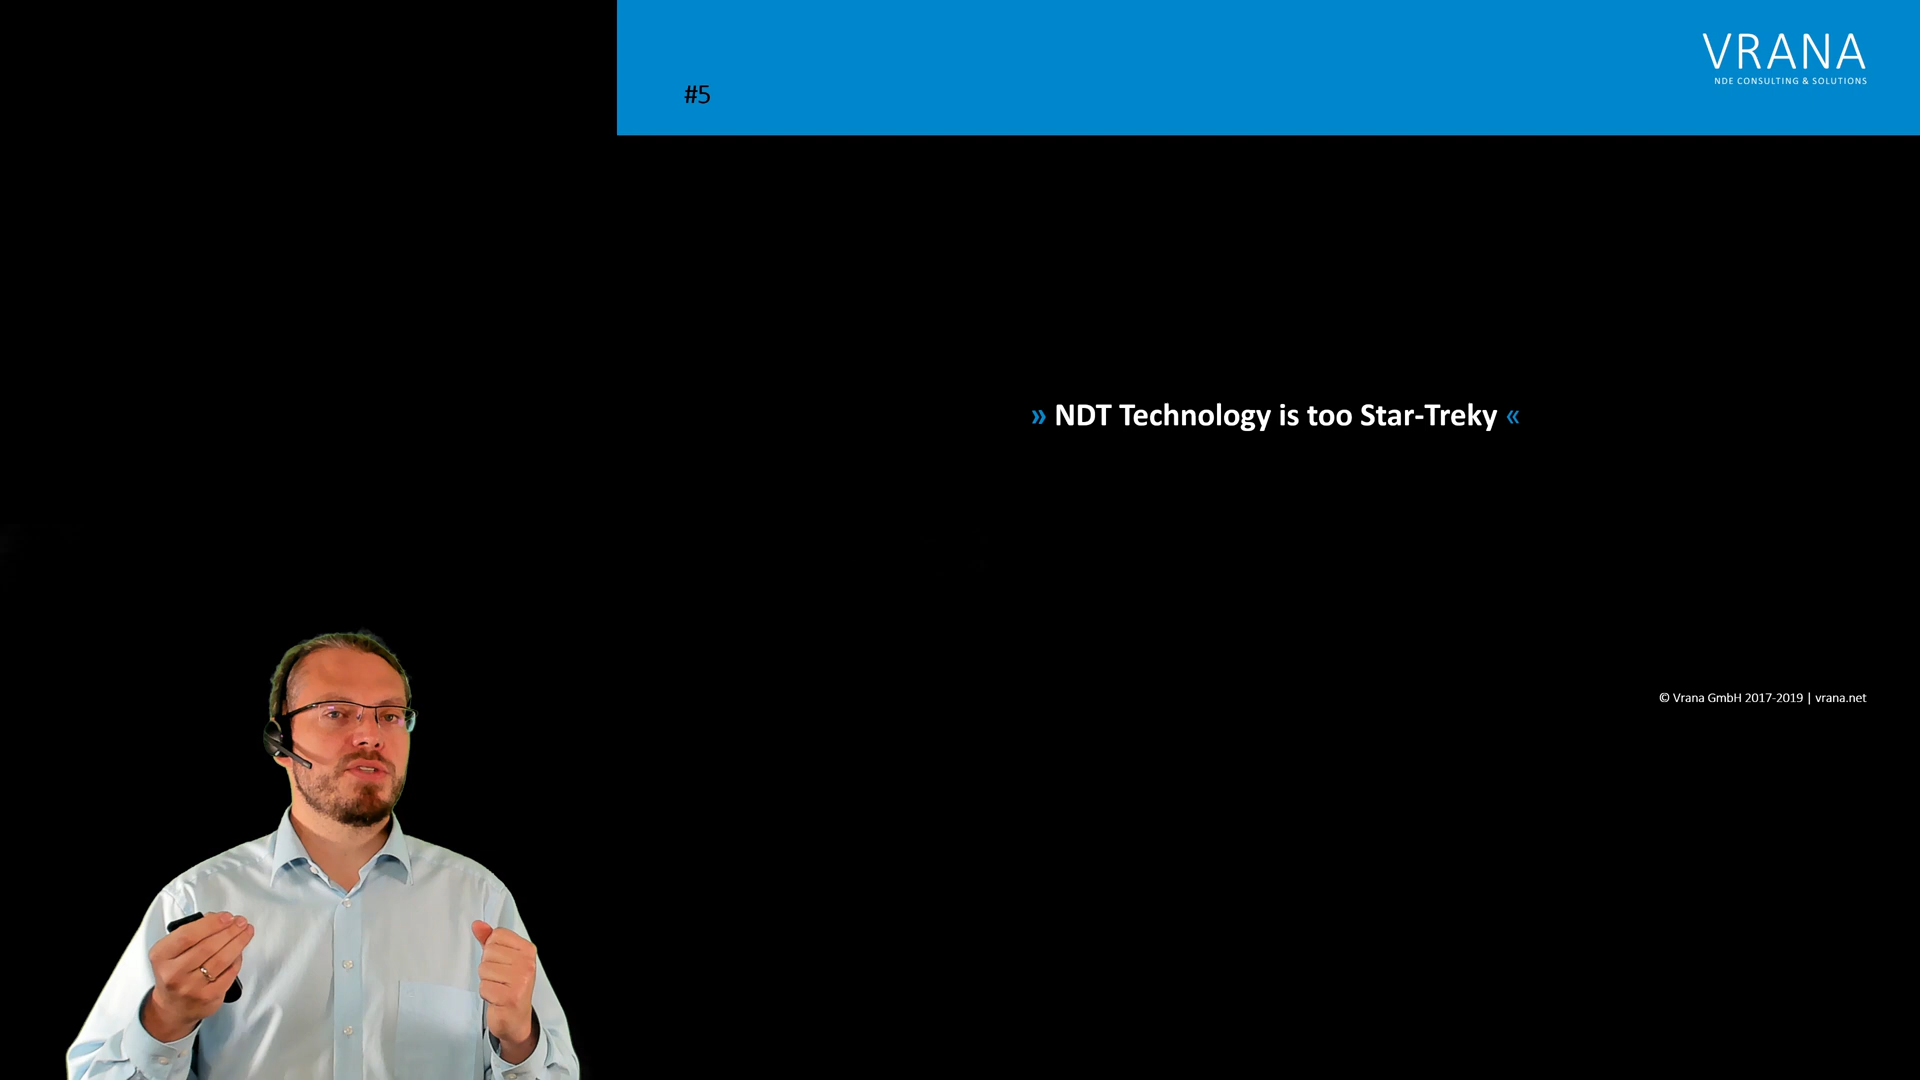 VRANA
NDE CONSULTING & SOLUTIONS
#5
» NDT Technology is too Star-Treky «
© Vrana GmbH 2017-2019 | vrana.net